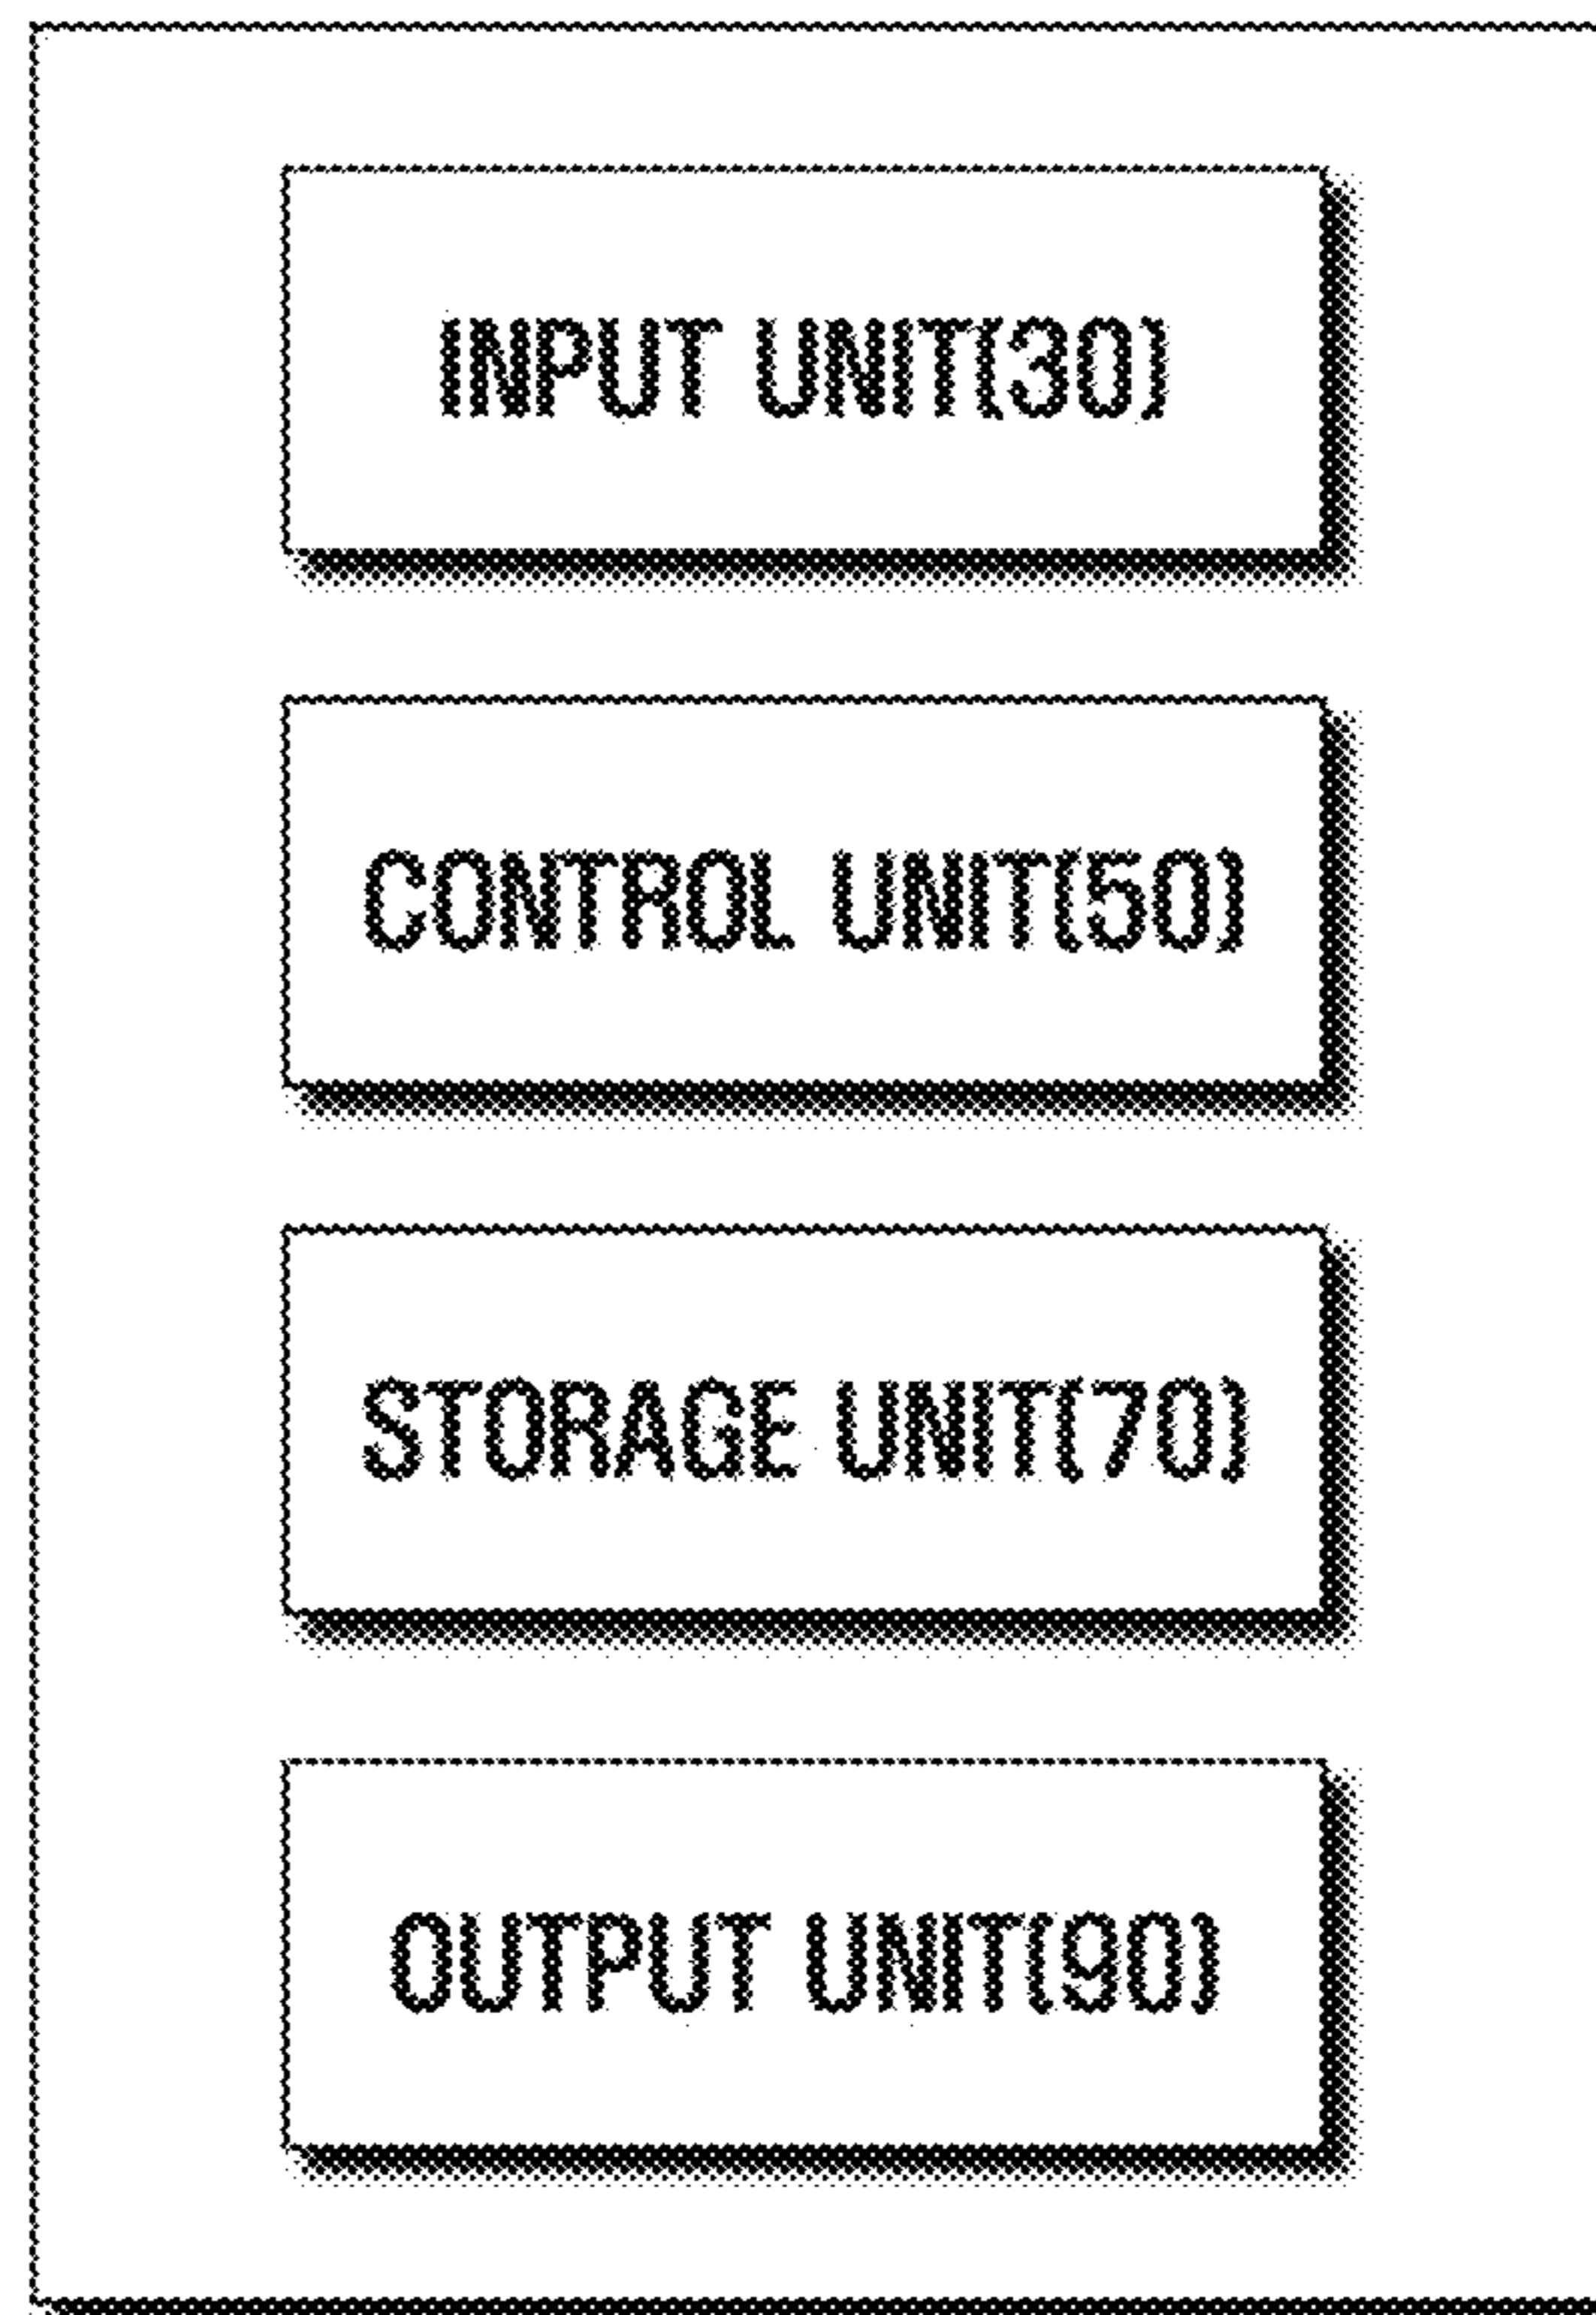 INPUT UNIT(30)
CONTROL UNIT(50)
STORAGE UNIT(70)
OUTPUT UNIT(90)